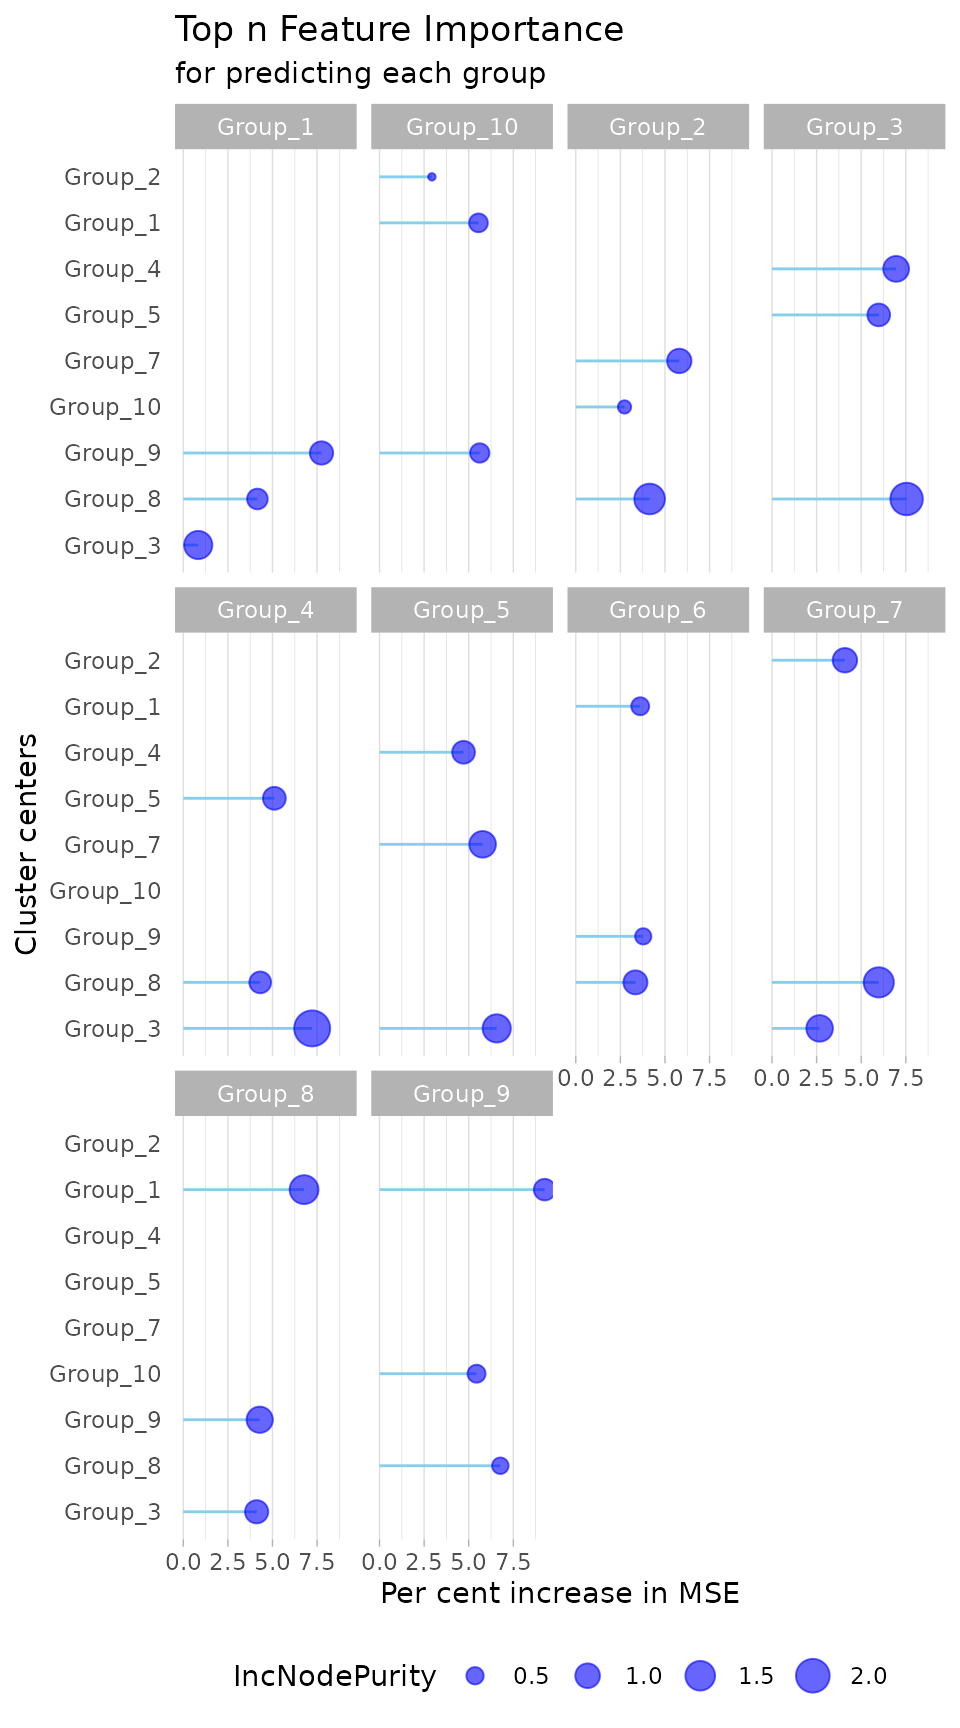 Top n Feature Importance
for predicting each group
Group_1 Group_10 Group_2 Group_3
Group_2
Group_1
Group_4
Group_5
Group_7
Group_10
Group_9
Group_8
Group_3
Group_4 Group_5 Group_6 Group_7
Group_2
Group_1
Group_4
Group_5
Group_7
Group_10
Group_9
Group_8
Group_3
0.0 2.5 5.0 7.5 0.0 2.5 5.0 7.5
Group_8 Group_9
Group_2
Group_1
Group_4
Group_5
Group_7
Group_10
Group_9
Group_8
Group_3
0.0 2.5 5.0 7.5 0.0 2.5 5.0 7.5
Cluster centers
Per cent increase in MSE
IncNodePurity 0.5 1.0 1.5 2.0